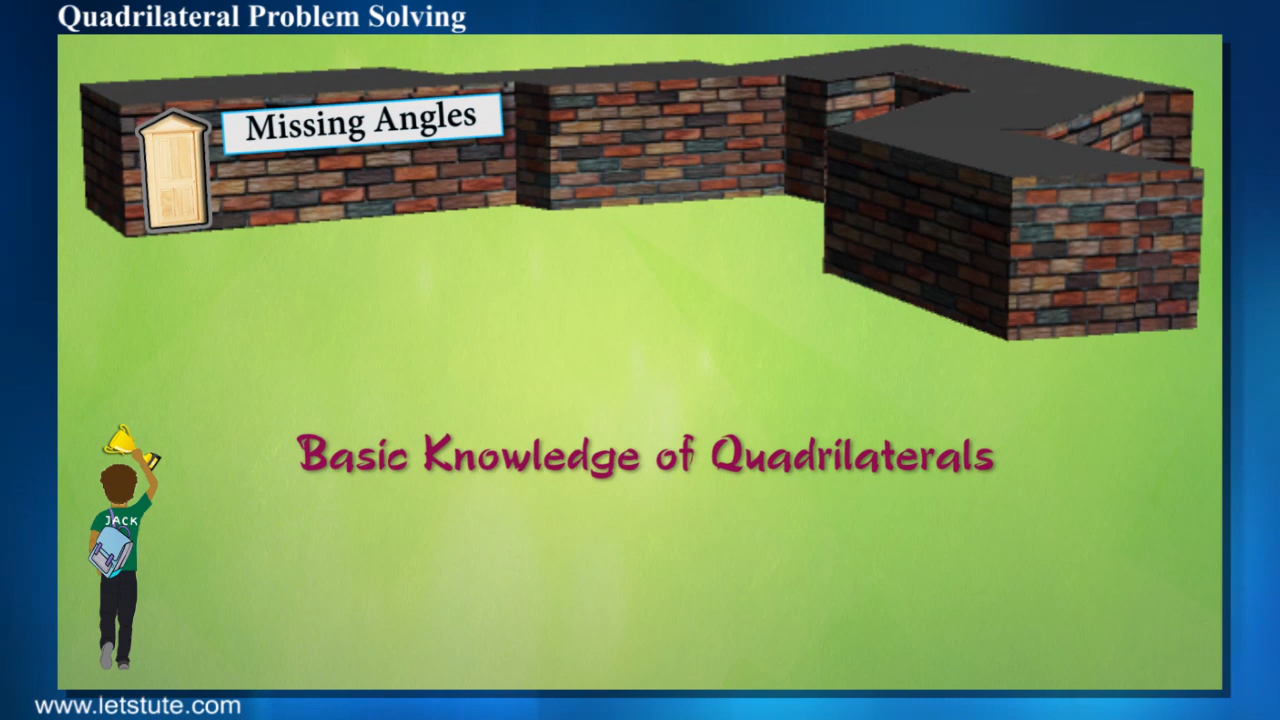 Quadrilateral Problem Solving
Missing Angles
Basic Knowledge of Quadrilaterals
JACK
www.letstute.com